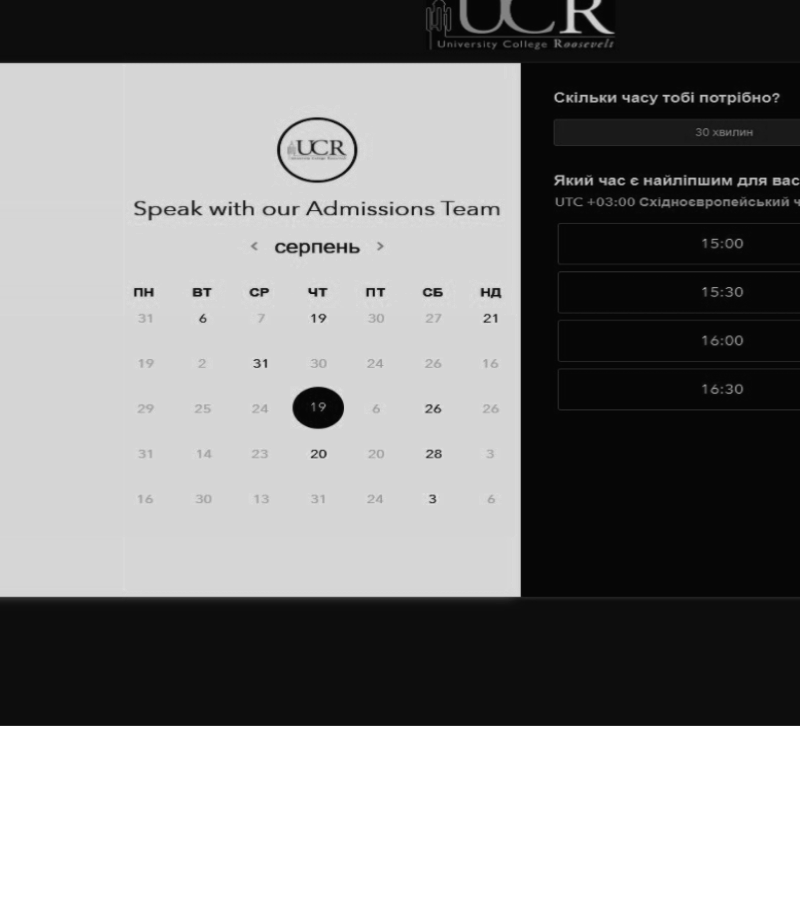 UCR
University College Roosevelt
UCR
Speak with our Admissions Team
< серпень >
ПН ВТ СР ЧТ ПТ СБ НД
31 6 7 19 30 27 21
19 2 31 30 24 26 16
29 25 24 19 6 26 26
31 14 23 20 20 28 3
16 30 13 31 24 3 6
Скільки часу тобі потрібно?
30 хвилин
Який час є найліпшим для вас
UTC +03:00 Східноєвропейський ч
15:00
15:30
16:00
16:30